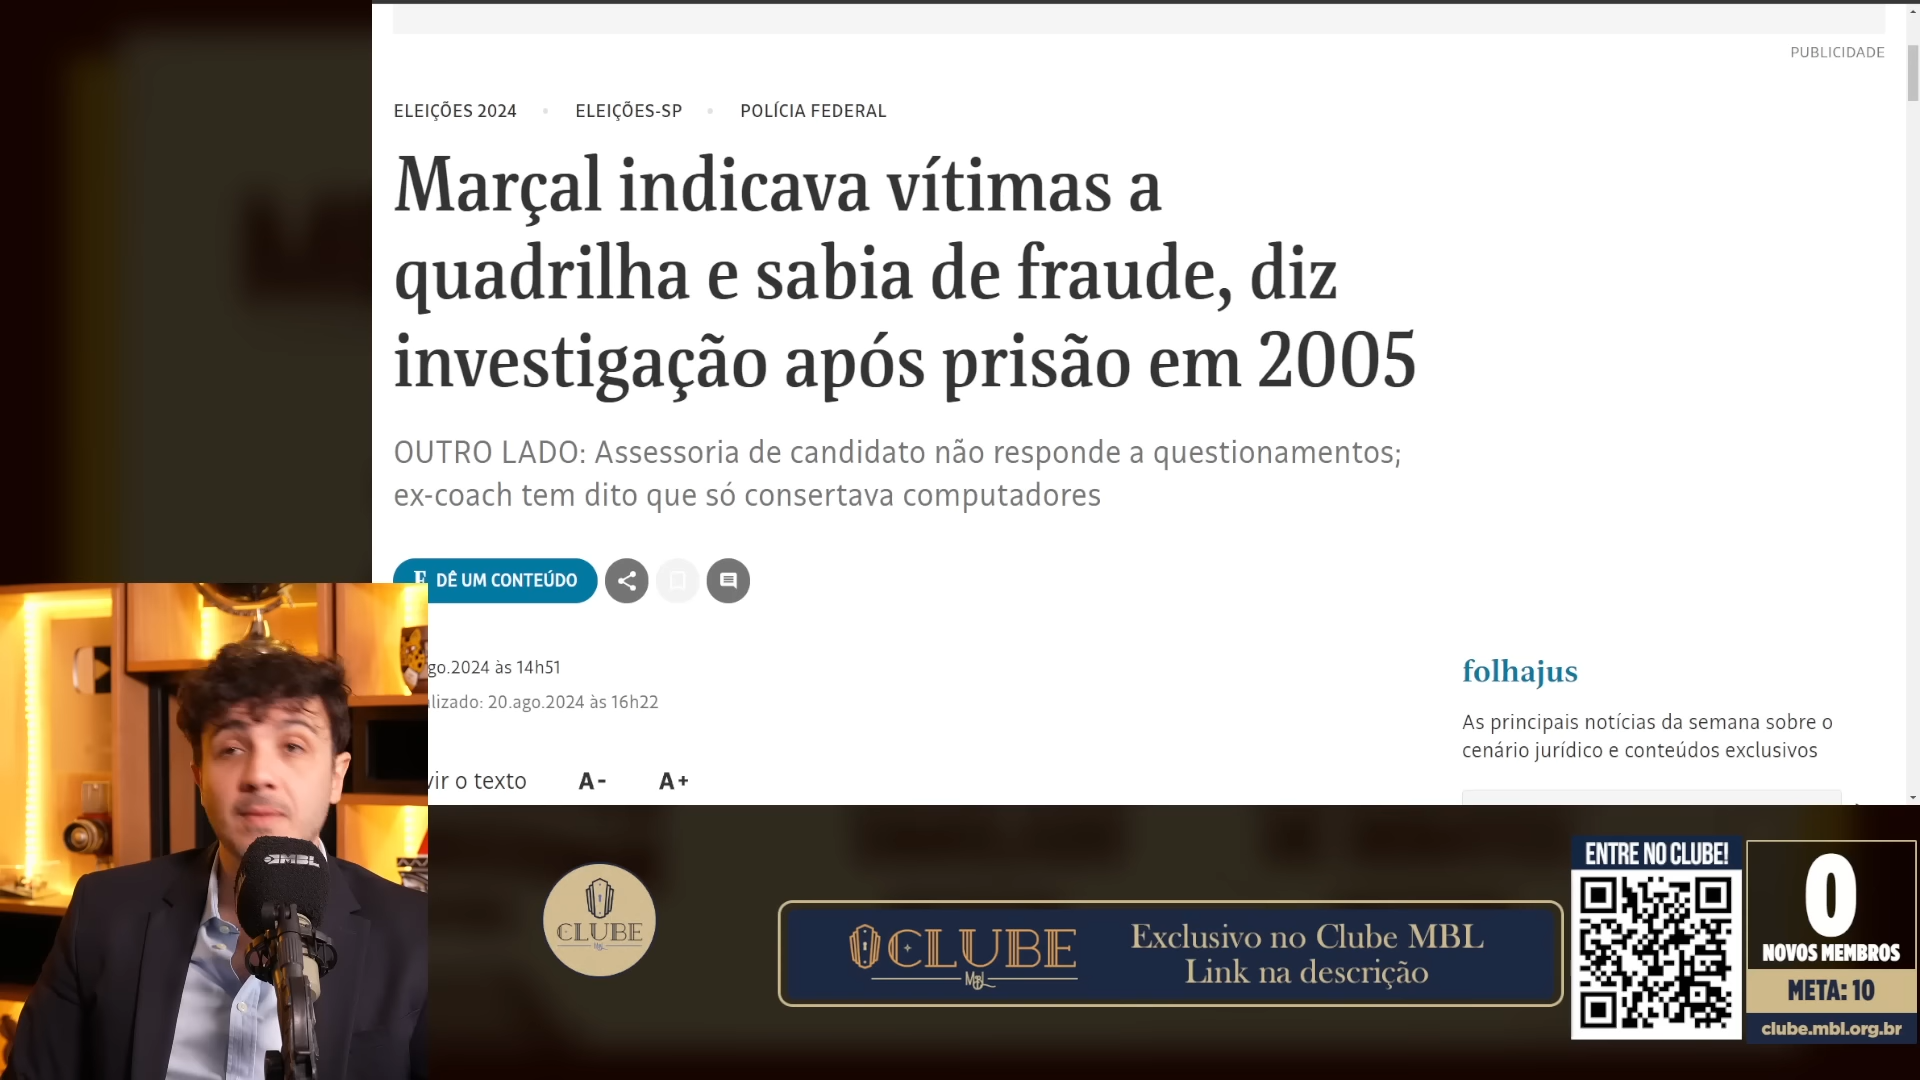 PUBLICIDADE
ELEIÇÕES 2024 • ELEIÇÕES-SP • POLÍCIA FEDERAL
Marçal indicava vítimas a
quadrilha e sabia de fraude, diz
investigação após prisão em 2005
OUTRO LADO: Assessoria de candidato não responde a questionamentos;
ex-coach tem dito que só consertava computadores
DÊ UM CONTEÚDO
go.2024 às 14h51
lizado: 20.ago.2024 às 16h22
vir o texto A- A+
folhajus
As principais notícias da semana sobre o
cenário jurídico e conteúdos exclusivos
MBL
CLUBE
CLUBE
MBL
Exclusivo no Clube MBL
Link na descrição
ENTRE NO CLUBE!
0
NOVOS MEMBROS
META: 10
clube.mbl.org.br